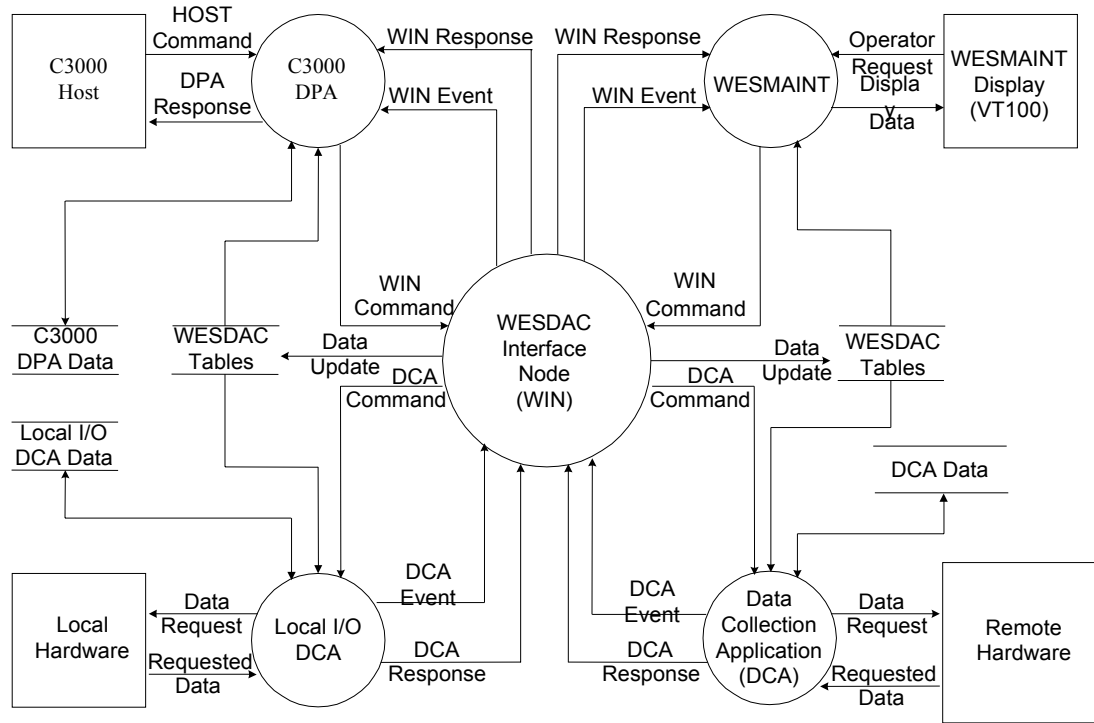 HOST
Command
C3000
Host
DPA
Response
C3000
DPA
WIN Response
WIN Event
WIN Response
WIN Event
WESMAINT
Operator
Request
Displa
y
Data
WESMAINT
Display
(VT100)
WIN
Command
WIN
Command
C3000
DPA Data
WESDAC
Tables
Data
Update
WESDAC
Interface
Node
(WIN)
Data
Update
WESDAC
Tables
DCA
Command
DCA
Command
Local I/O
DCA Data
DCA Data
Local
Hardware
Data
Request
Requested
Data
Local I/O
DCA
DCA
Event
DCA
Response
DCA
Event
DCA
Response
Data
Collection
Application
(DCA)
Data
Request
Requested
Data
Remote
Hardware